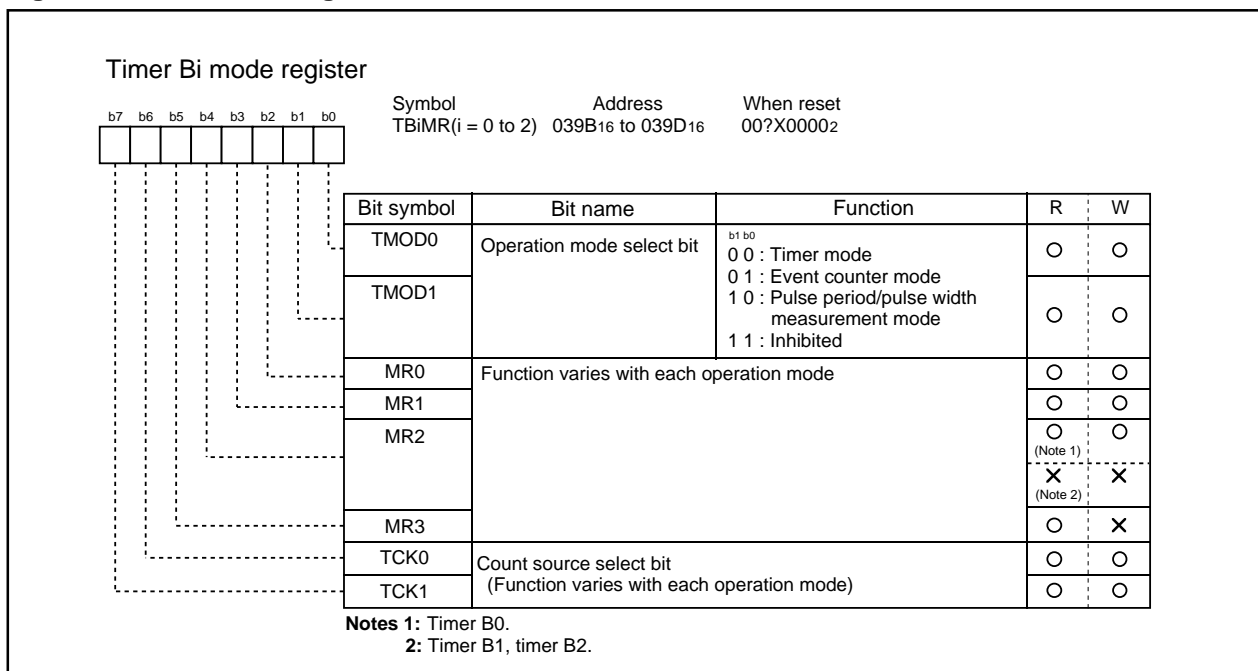 Timer Bi mode register
Symbol Address When reset
TBiMR(i = 0 to 2) 039B16 to 039D16 00?X00002
b7 b6 b5 b4 b3 b2 b1 b0
Bit symbol Bit name Function R W
TMOD0 Operation mode select bit
b1 b0
0 0 : Timer mode
0 1 : Event counter mode
TMOD1
1 0 : Pulse period/pulse width
measurement mode
1 1 : Inhibited
MR0 Function varies with each operation mode
MR1
MR2
(Note 1)
(Note 2)
MR3
TCK0 Count source select bit
TCK1 (Function varies with each operation mode)
Notes 1: Timer B0.
2: Timer B1, timer B2.